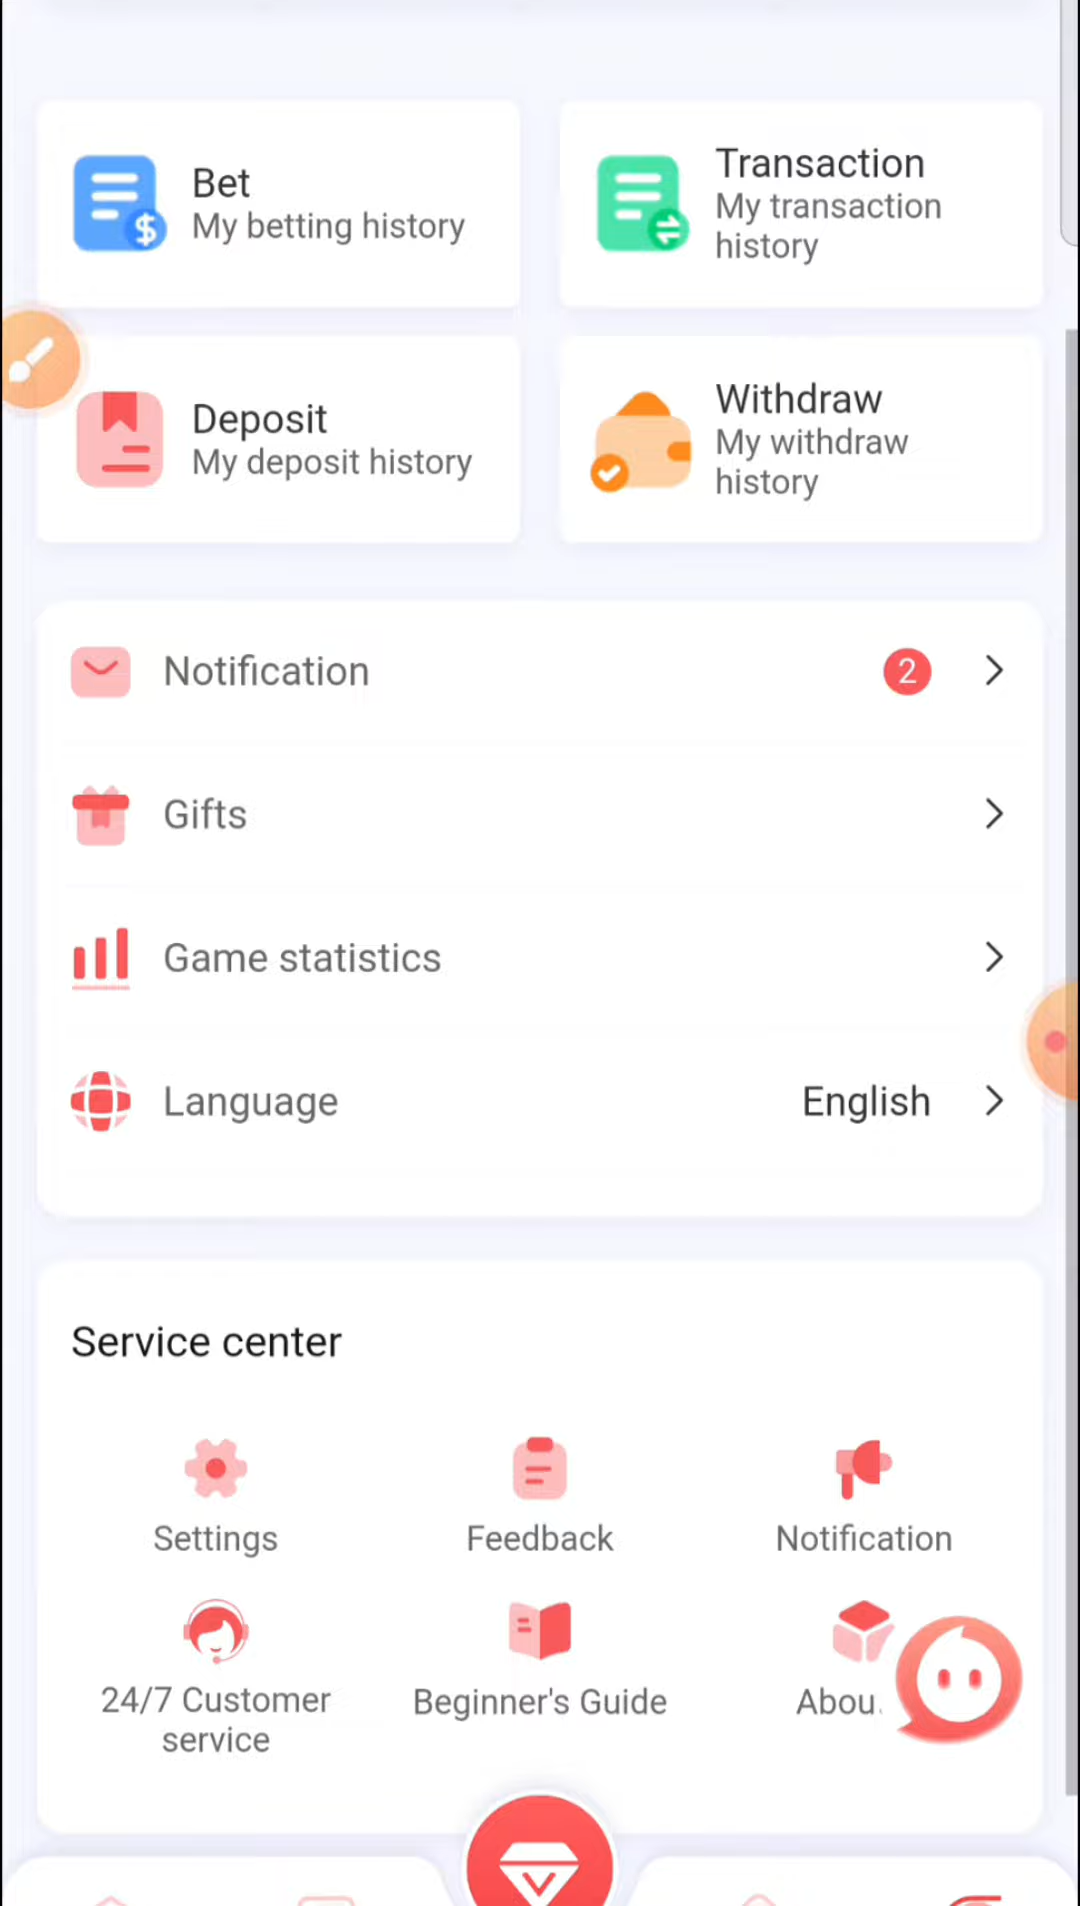 Bet
My betting history
Transaction
My transaction
history
Deposit
My deposit history
Withdraw
My withdraw
history
Notification
2
Gifts
Game statistics
Language
English
Service center
Settings
Feedback
Notification
24/7 Customer
service
Beginner's Guide
Abou